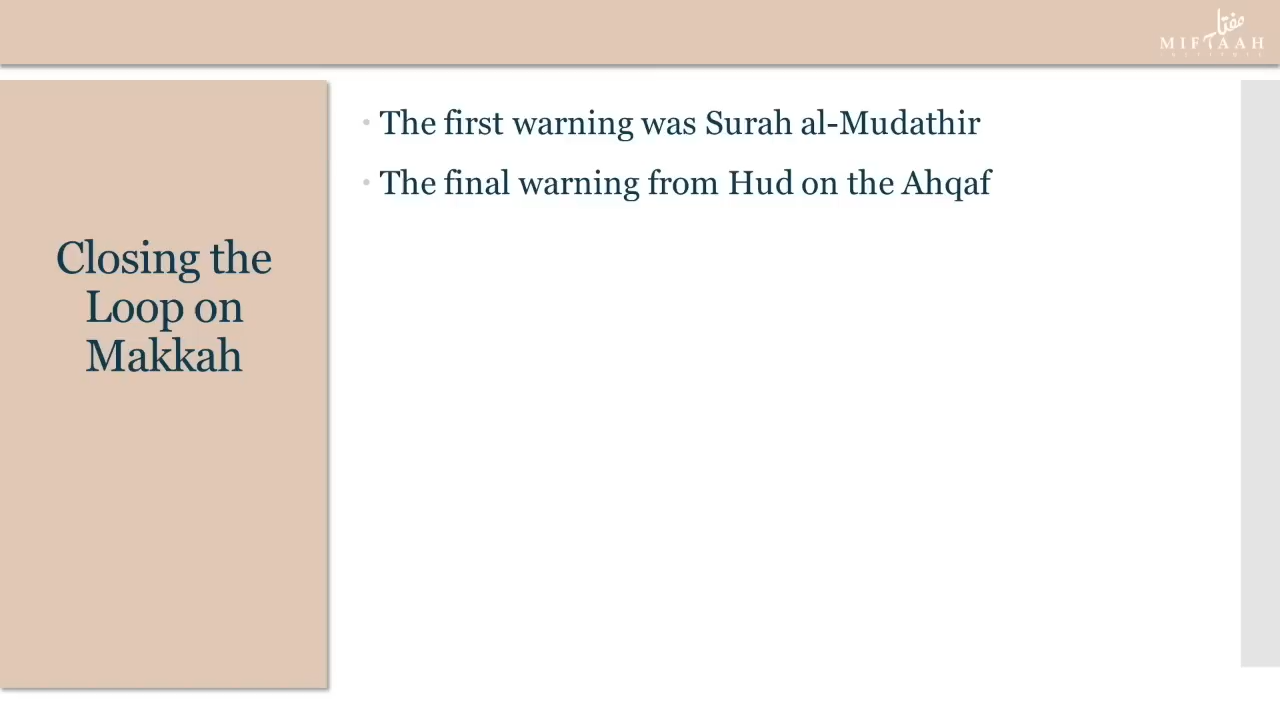 مفتاح
MIFTAAH
Closing the
Loop on
Makkah
The first warning was Surah al-Mudathir
The final warning from Hud on the Ahqaf